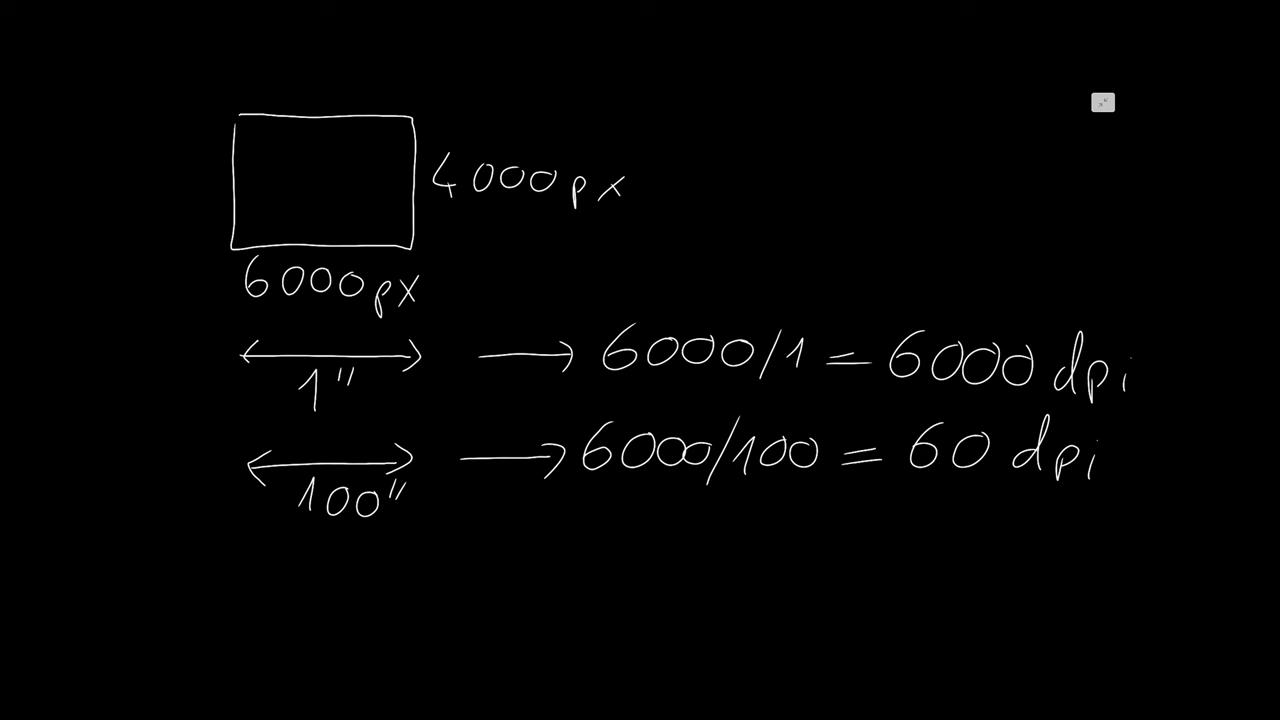 4000px
6000px
1" → 6000/1 = 6000 dpi
100" → 6000/100 = 60 dpi